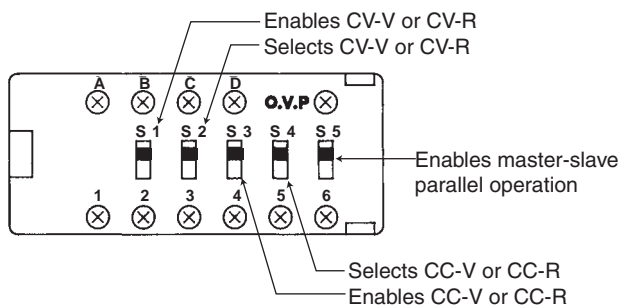 Enables CV-V or CV-R
Selects CV-V or CV-R
A B C D
O.V.P
S 1 S 2 S 3 S 4 S 5
Enables master-slave
parallel operation
1 2 3 4 5 6
Selects CC-V or CC-R
Enables CC-V or CC-R